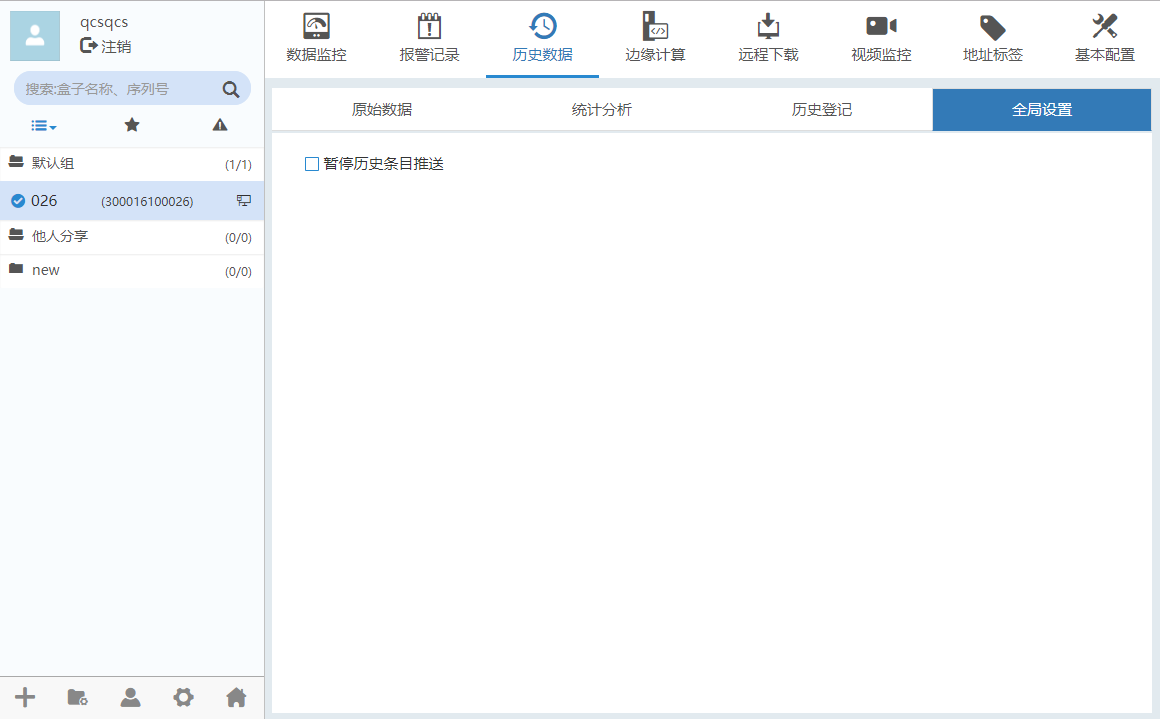 qcsqcs
注销
搜索:盒子名称、序列号
默认组 (1/1)
026 (300016100026)
他人分享 (0/0)
new (0/0)
数据监控 报警记录 历史数据 边缘计算 远程下载 视频监控 地址标签 基本配置
原始数据 统计分析 历史登记 全局设置
暂停历史条目推送